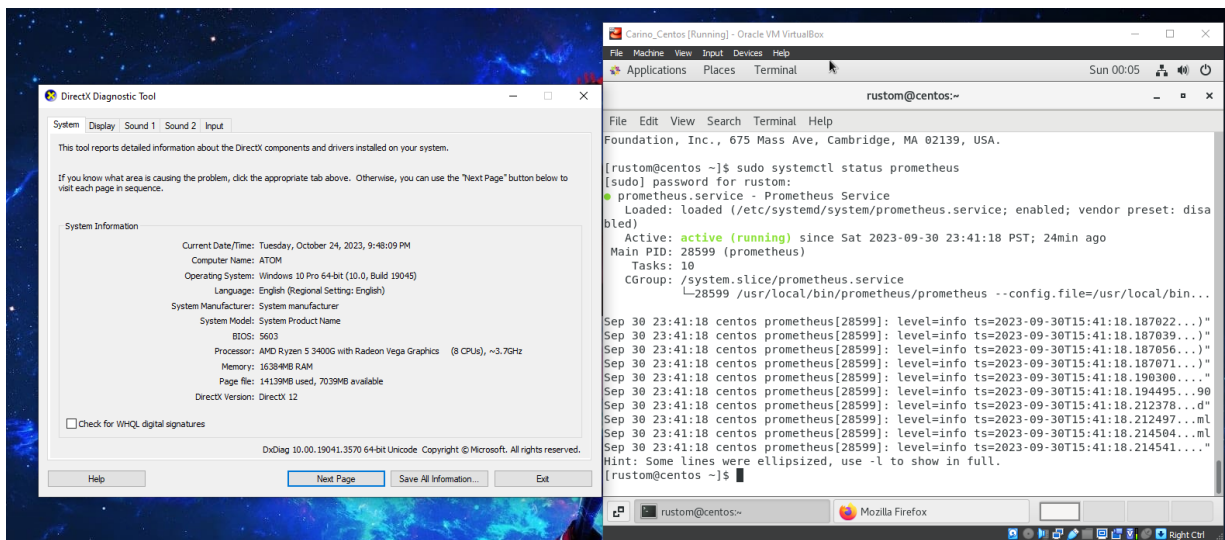 DirectX Diagnostic Tool
System Display Sound 1 Sound 2 Input
This tool reports detailed information about the DirectX components and drivers installed on your system.
If you know what area is causing the problem, click the appropriate tab above. Otherwise, you can use the "Next Page" button below to
visit each page in sequence.
System Information
Current Date/Time: Tuesday, October 24, 2023, 9:48:09 PM
Computer Name: ATOM
Operating System: Windows 10 Pro 64-bit (10.0, Build 19045)
Language: English (Regional Setting: English)
System Manufacturer: System manufacturer
System Model: System Product Name
BIOS: 5603
Processor: AMD Ryzen 5 3400G with Radeon Vega Graphics (8 CPUs), ~3.7GHz
Memory: 16384MB RAM
Page file: 14139MB used, 7039MB available
DirectX Version: DirectX 12
Check for WHQL digital signatures
DxDiag 10.00.19041.3570 64-bit Unicode Copyright © Microsoft. All rights reserved.
Help Next Page Save All Information... Exit
Carino_Centos [Running] - Oracle VM VirtualBox
File Machine View Input Devices Help
Applications Places Terminal Sun 00:05
rustom@centos:~
File Edit View Search Terminal Help
Foundation, Inc., 675 Mass Ave, Cambridge, MA 02139, USA.
[rustom@centos ~]$ sudo systemctl status prometheus
[sudo] password for rustom:
● prometheus.service - Prometheus Service
Loaded: loaded (/etc/systemd/system/prometheus.service; enabled; vendor preset: disa
bled)
Active: active (running) since Sat 2023-09-30 23:41:18 PST; 24min ago
Main PID: 28599 (prometheus)
Tasks: 10
CGroup: /system.slice/prometheus.service
└─28599 /usr/local/bin/prometheus/prometheus --config.file=/usr/local/bin...
Sep 30 23:41:18 centos prometheus[28599]: level=info ts=2023-09-30T15:41:18.187022...)"
Sep 30 23:41:18 centos prometheus[28599]: level=info ts=2023-09-30T15:41:18.187039...)"
Sep 30 23:41:18 centos prometheus[28599]: level=info ts=2023-09-30T15:41:18.187056...)"
Sep 30 23:41:18 centos prometheus[28599]: level=info ts=2023-09-30T15:41:18.187071...)"
Sep 30 23:41:18 centos prometheus[28599]: level=info ts=2023-09-30T15:41:18.190300...."
Sep 30 23:41:18 centos prometheus[28599]: level=info ts=2023-09-30T15:41:18.194495...90
Sep 30 23:41:18 centos prometheus[28599]: level=info ts=2023-09-30T15:41:18.212378...d"
Sep 30 23:41:18 centos prometheus[28599]: level=info ts=2023-09-30T15:41:18.212497...ml
Sep 30 23:41:18 centos prometheus[28599]: level=info ts=2023-09-30T15:41:18.214504...ml
Sep 30 23:41:18 centos prometheus[28599]: level=info ts=2023-09-30T15:41:18.214541...."
Hint: Some lines were ellipsized, use -l to show in full.
[rustom@centos ~]$
rustom@centos:~ Mozilla Firefox
Right Ctrl